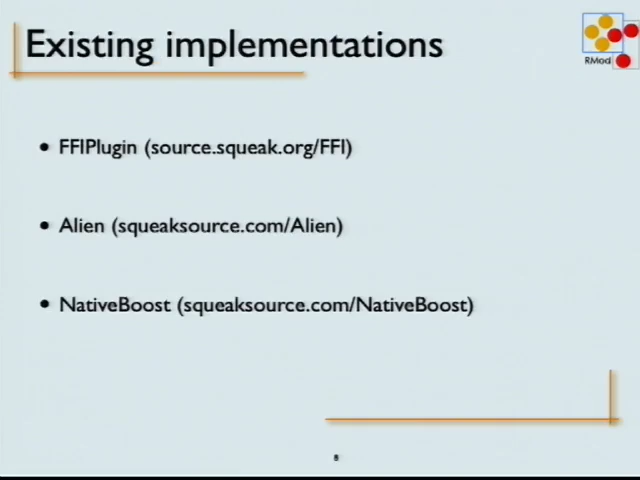 Existing implementations
RMod
• FFIPlugin (source.squeak.org/FFI)
• Alien (squeaksource.com/Alien)
• NativeBoost (squeaksource.com/NativeBoost)
8